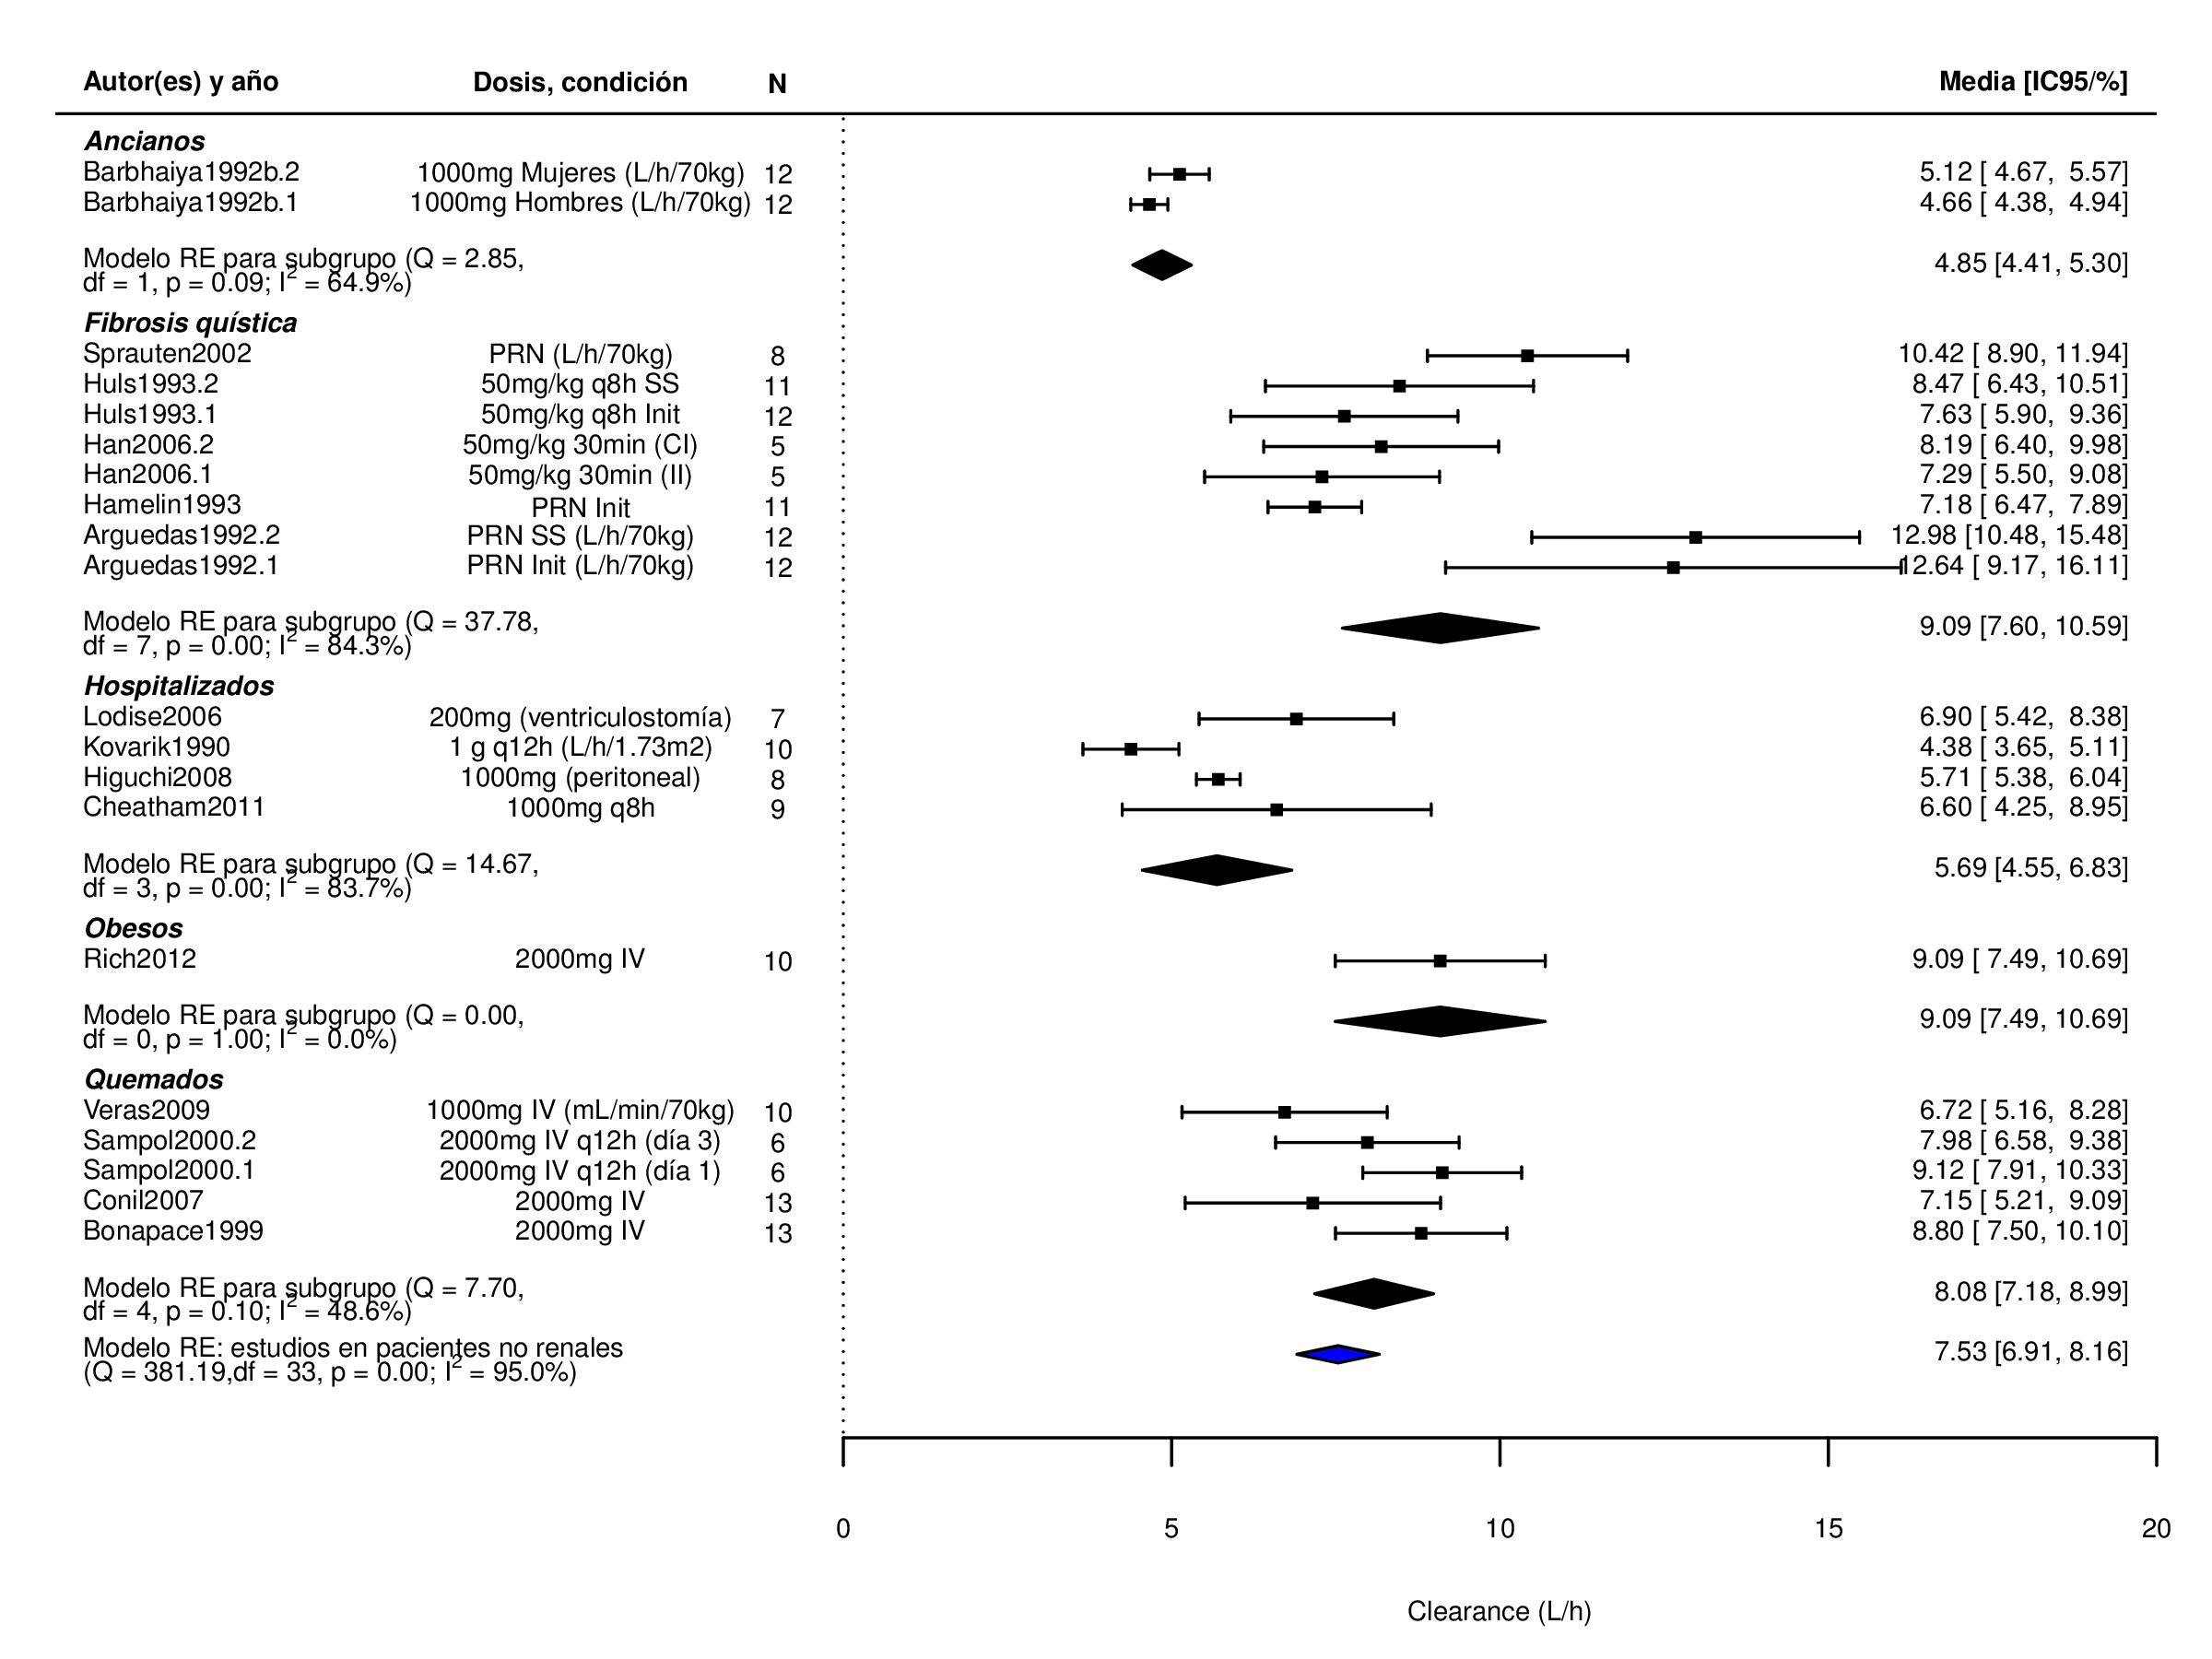 Autor(es) y año Dosis, condición N Media [IC95/%]
Ancianos
Barbhaiya1992b.2 1000mg Mujeres (L/h/70kg) 12 5.12 [ 4.67, 5.57]
Barbhaiya1992b.1 1000mg Hombres (L/h/70kg) 12 4.66 [ 4.38, 4.94]
Modelo RE para subgrupo (Q = 2.85, 4.85 [4.41, 5.30]
df = 1, p = 0.09; I² = 64.9%)
Fibrosis quística
Sprauten2002 PRN (L/h/70kg) 8 10.42 [ 8.90, 11.94]
Huls1993.2 50mg/kg q8h SS 11 8.47 [ 6.43, 10.51]
Huls1993.1 50mg/kg q8h Init 12 7.63 [ 5.90, 9.36]
Han2006.2 50mg/kg 30min (CI) 5 8.19 [ 6.40, 9.98]
Han2006.1 50mg/kg 30min (II) 5 7.29 [ 5.50, 9.08]
Hamelin1993 PRN Init 11 7.18 [ 6.47, 7.89]
Arguedas1992.2 PRN SS (L/h/70kg) 12 12.98 [10.48, 15.48]
Arguedas1992.1 PRN Init (L/h/70kg) 12 12.64 [ 9.17, 16.11]
Modelo RE para subgrupo (Q = 37.78, 9.09 [7.60, 10.59]
df = 7, p = 0.00; I² = 84.3%)
Hospitalizados
Lodise2006 200mg (ventriculostomía) 7 6.90 [ 5.42, 8.38]
Kovarik1990 1 g q12h (L/h/1.73m2) 10 4.38 [ 3.65, 5.11]
Higuchi2008 1000mg (peritoneal) 8 5.71 [ 5.38, 6.04]
Cheatham2011 1000mg q8h 9 6.60 [ 4.25, 8.95]
Modelo RE para subgrupo (Q = 14.67, 5.69 [4.55, 6.83]
df = 3, p = 0.00; I² = 83.7%)
Obesos
Rich2012 2000mg IV 10 9.09 [ 7.49, 10.69]
Modelo RE para subgrupo (Q = 0.00, 9.09 [7.49, 10.69]
df = 0, p = 1.00; I² = 0.0%)
Quemados
Veras2009 1000mg IV (mL/min/70kg) 10 6.72 [ 5.16, 8.28]
Sampol2000.2 2000mg IV q12h (día 3) 6 7.98 [ 6.58, 9.38]
Sampol2000.1 2000mg IV q12h (día 1) 6 9.12 [ 7.91, 10.33]
Conil2007 2000mg IV 13 7.15 [ 5.21, 9.09]
Bonapace1999 2000mg IV 13 8.80 [ 7.50, 10.10]
Modelo RE para subgrupo (Q = 7.70, 8.08 [7.18, 8.99]
df = 4, p = 0.10; I² = 48.6%)
Modelo RE: estudios en pacientes no renales 7.53 [6.91, 8.16]
(Q = 381.19,df = 33, p = 0.00; I² = 95.0%)
0 5 10 15 20
Clearance (L/h)